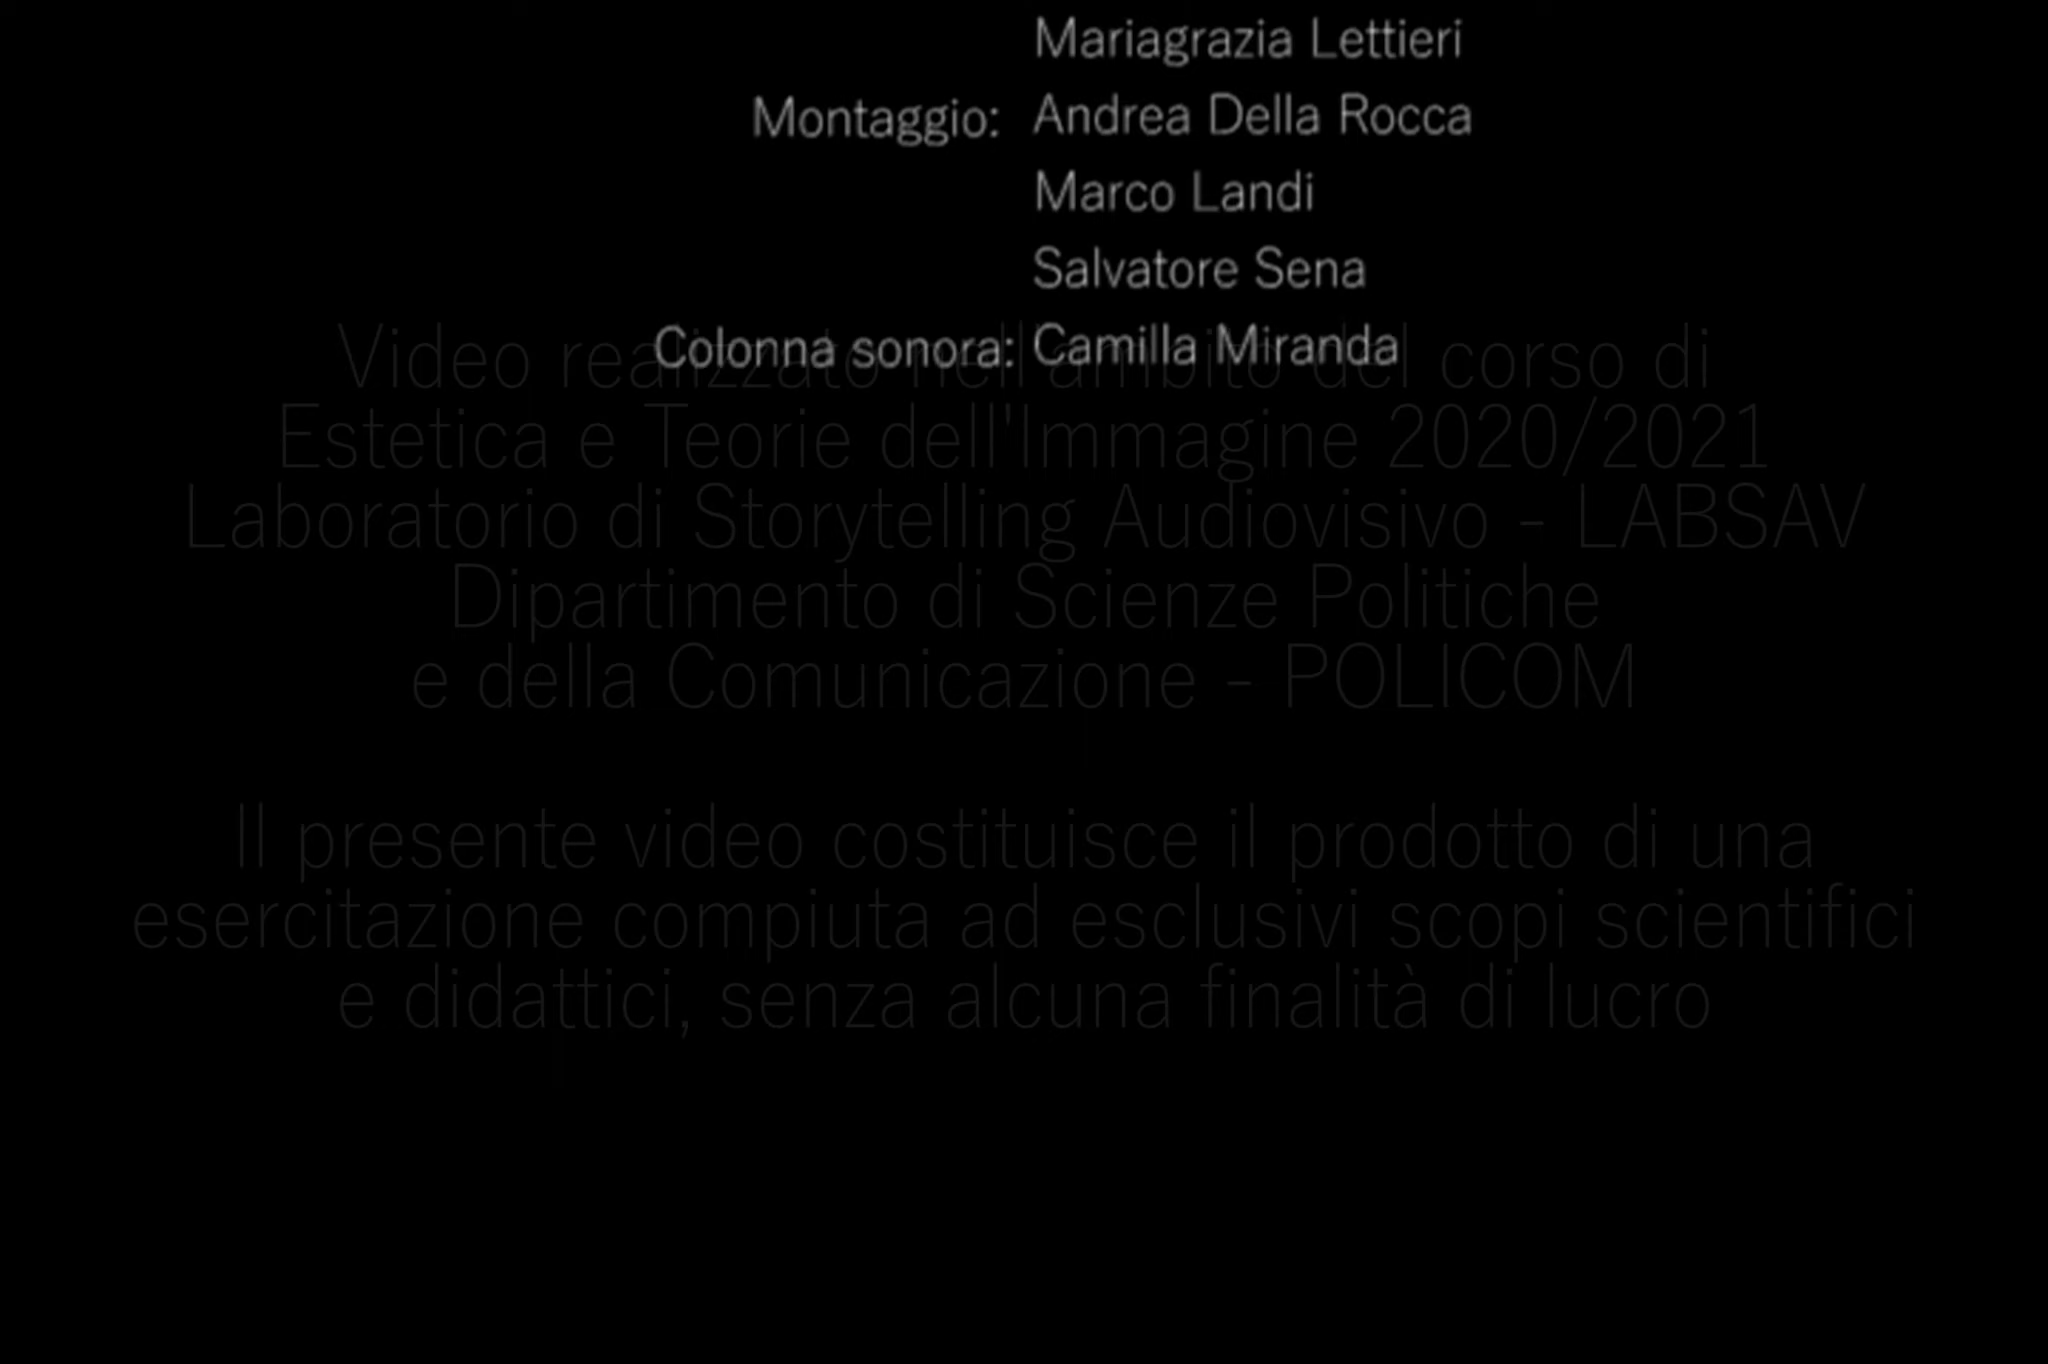 Mariagrazia Lettieri
Montaggio: Andrea Della Rocca
Marco Landi
Salvatore Sena
Colonna sonora: Camilla Miranda
Video realizzato nell'ambito del corso di
Estetica e Teorie dell'Immagine 2020/2021
Laboratorio di Storytelling Audiovisivo - LABSAV
Dipartimento di Scienze Politiche
e della Comunicazione - POLICOM
Il presente video costituisce il prodotto di una
esercitazione compiuta ad esclusivi scopi scientifici
e didattici, senza alcuna finalità di lucro